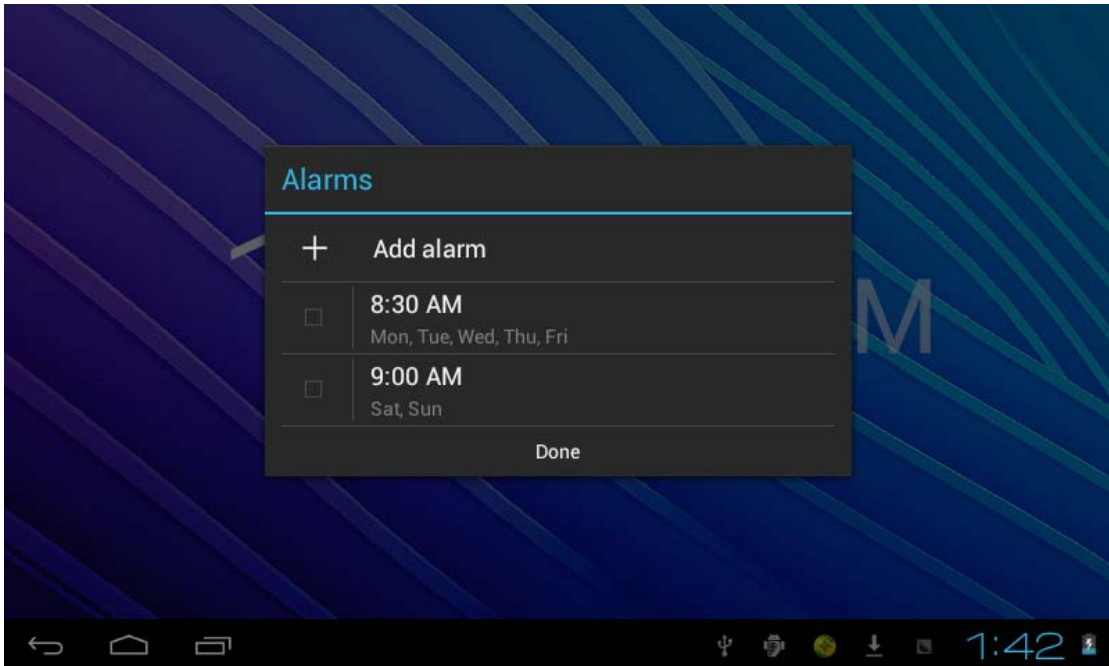 Alarms
Add alarm
8:30 AM
Mon, Tue, Wed, Thu, Fri
9:00 AM
Sat, Sun
Done
M
1:42